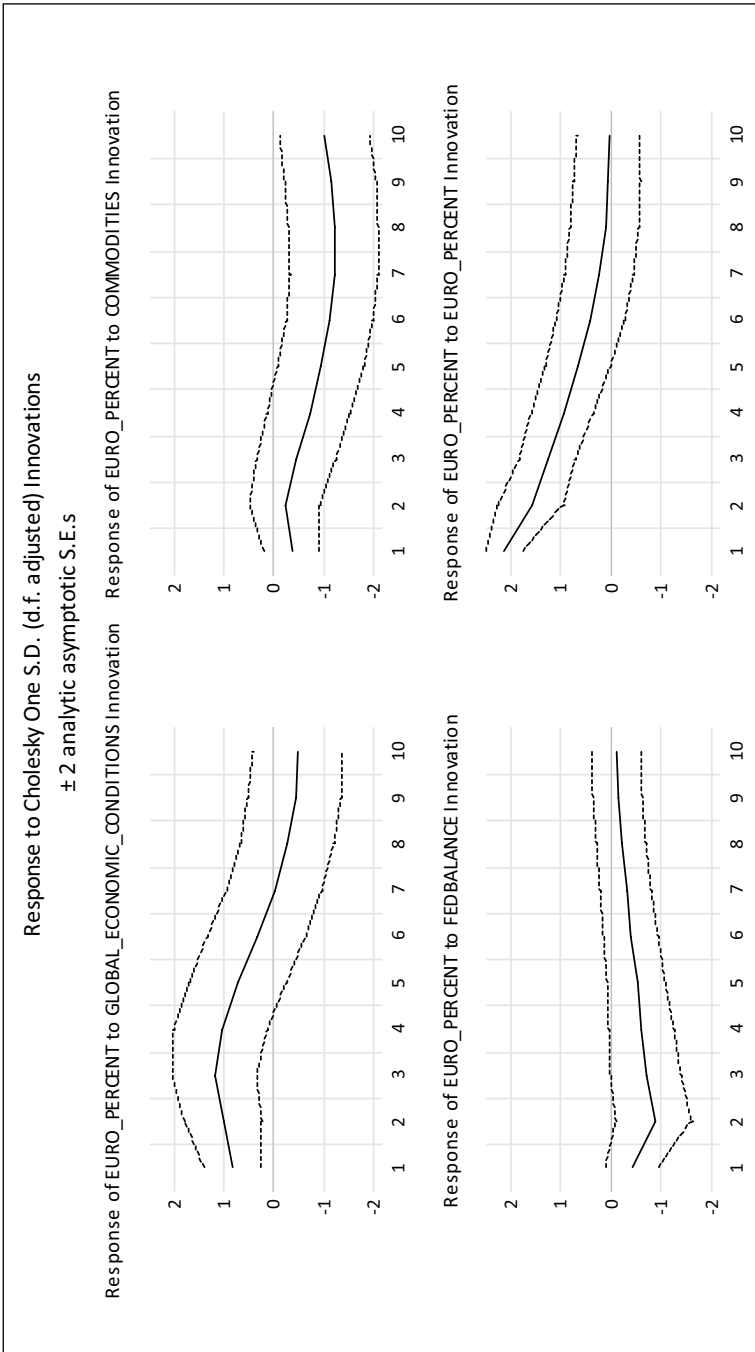 Response to Cholesky One S.D. (d.f. adjusted) Innovations
± 2 analytic asymptotic S.E.s
Response of EURO_PERCENT to GLOBAL_ECONOMIC_CONDITIONS Innovation
2
1
0
-1
-2
1 2 3 4 5 6 7 8 9 10
Response of EURO_PERCENT to COMMODITIES Innovation
2
1
0
-1
-2
1 2 3 4 5 6 7 8 9 10
Response of EURO_PERCENT to FEDBALANCE Innovation
2
1
0
-1
-2
1 2 3 4 5 6 7 8 9 10
Response of EURO_PERCENT to EURO_PERCENT Innovation
2
1
0
-1
-2
1 2 3 4 5 6 7 8 9 10